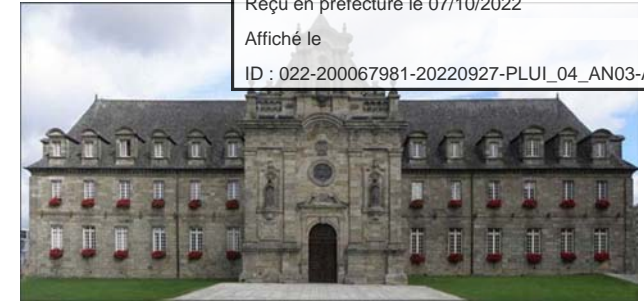 Reçu en préfecture le 07/10/2022
Affiché le
ID : 022-200067981-20220927-PLUI_04_AN03-A